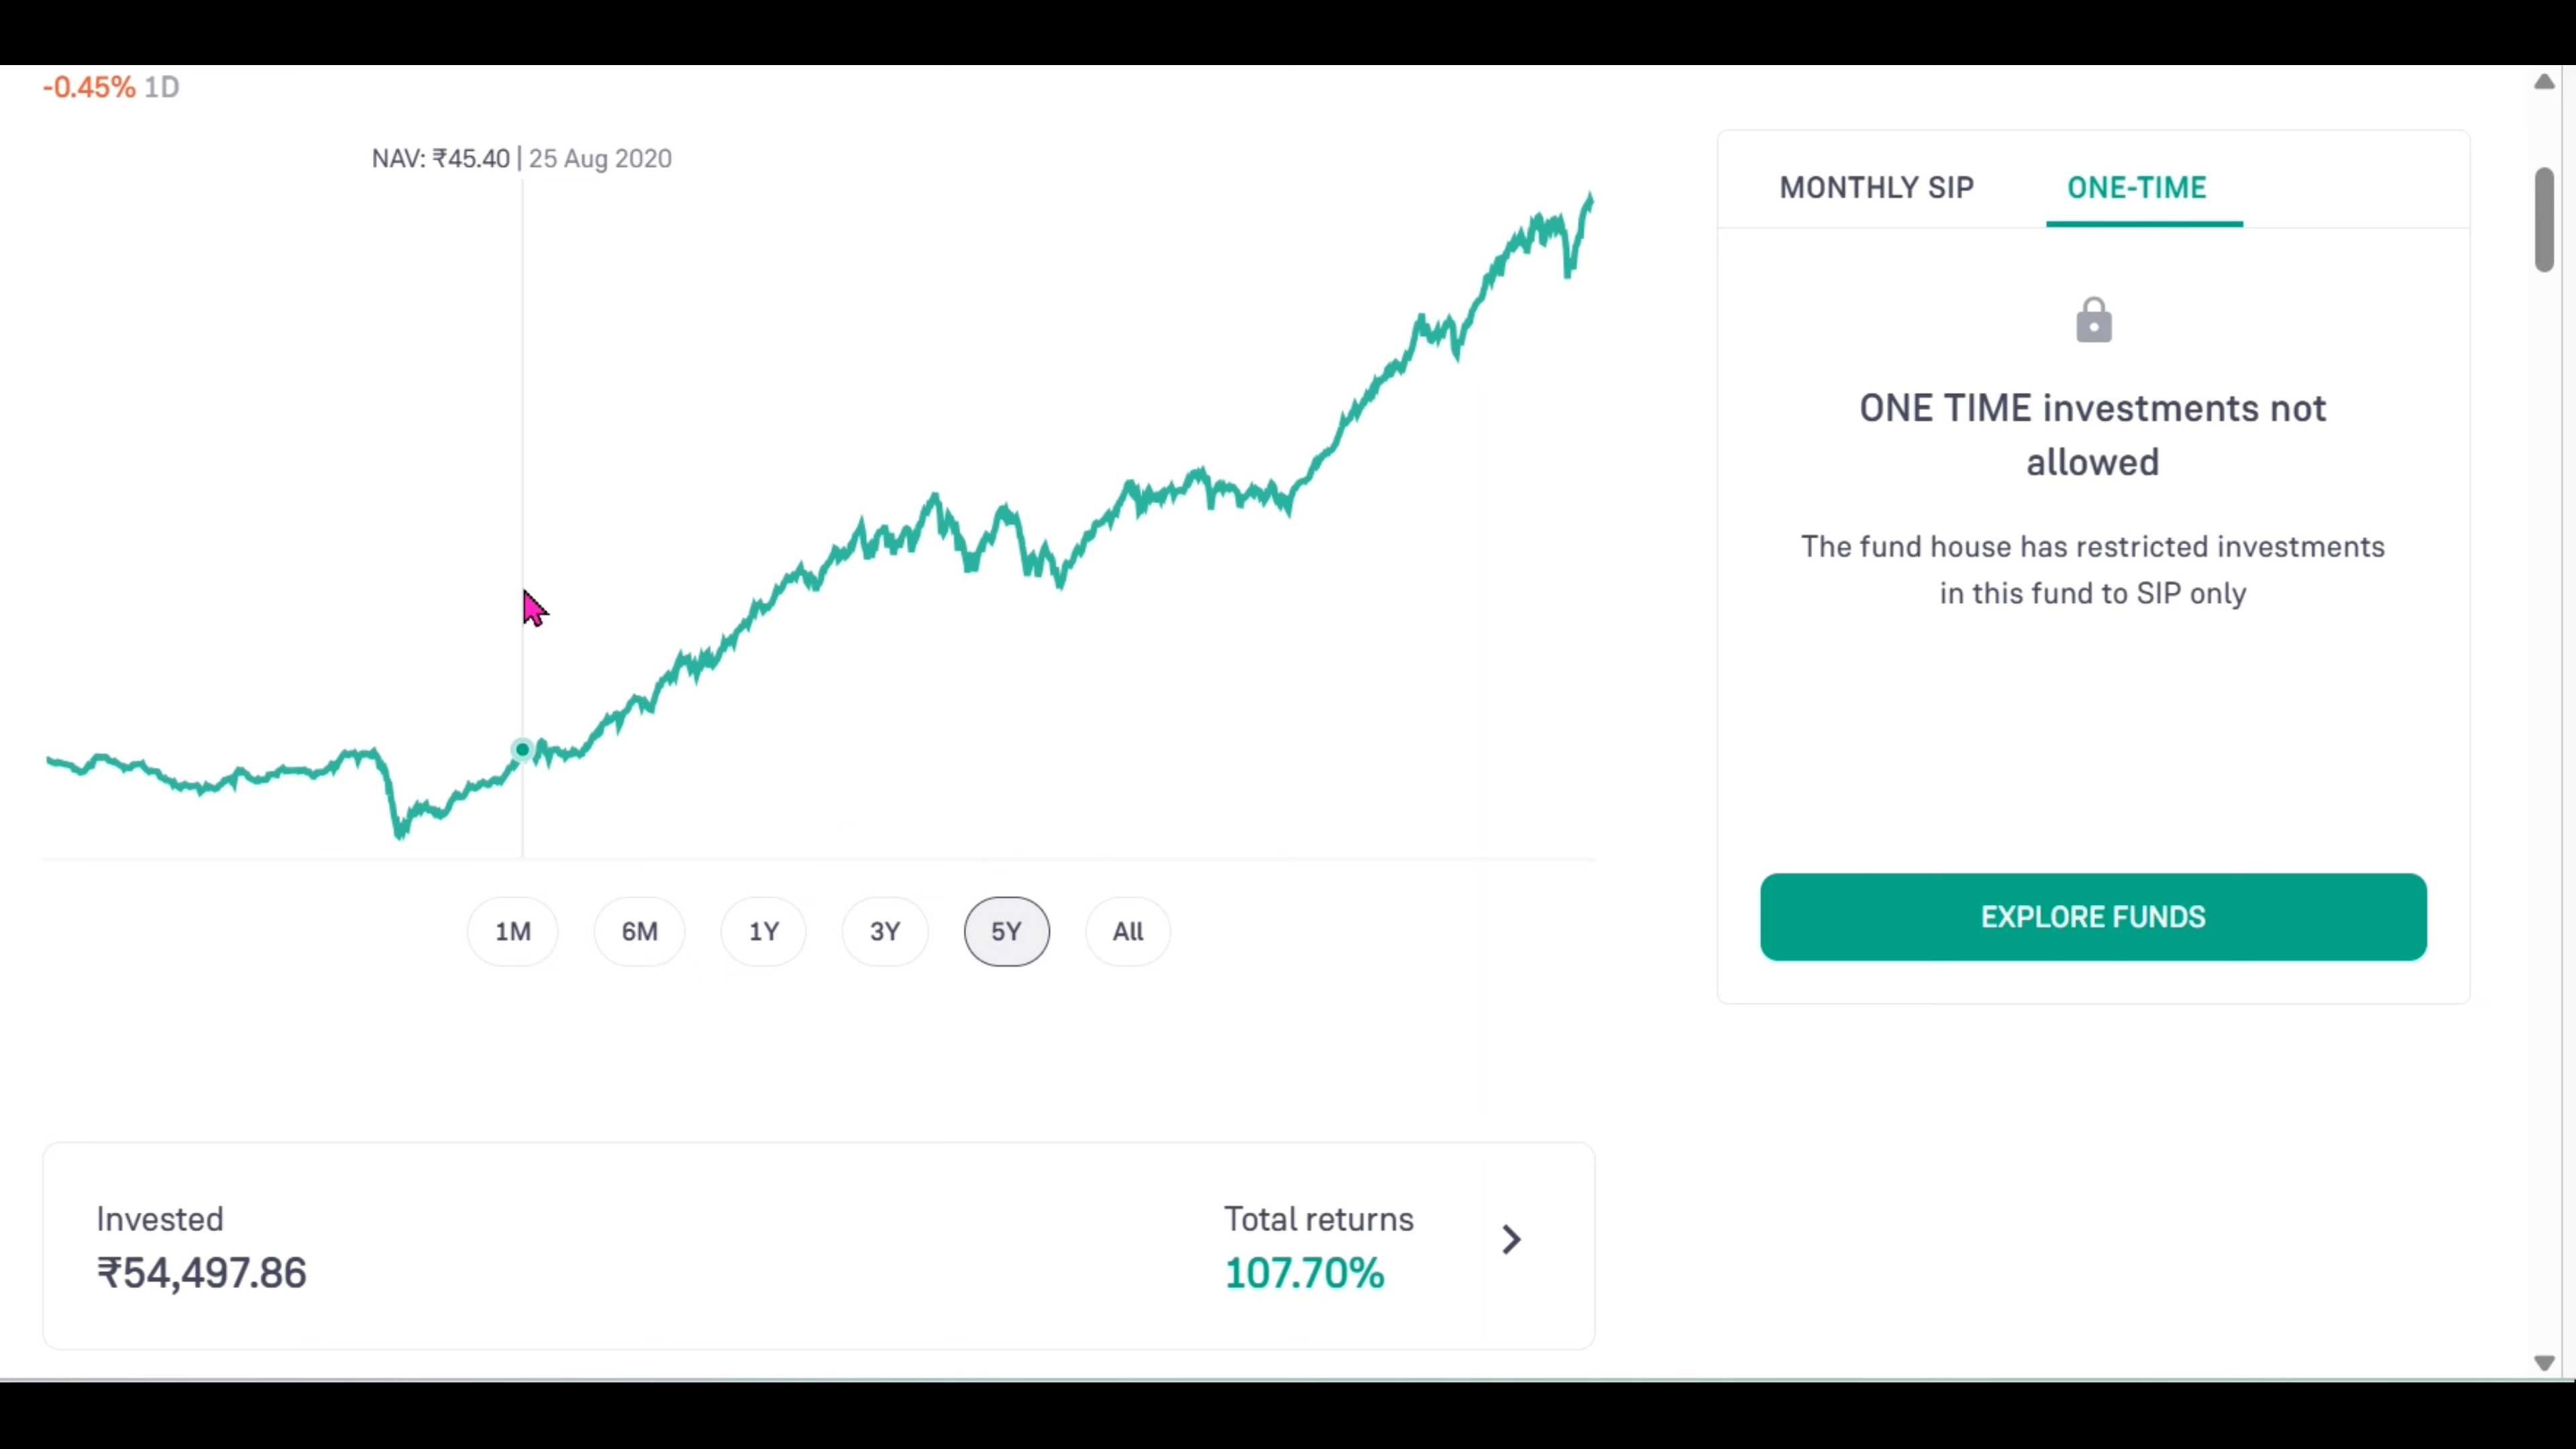 -0.45% 1D
NAV: ₹45.40 | 25 Aug 2020
MONTHLY SIP
ONE-TIME
ONE TIME investments not
allowed
The fund house has restricted investments
in this fund to SIP only
EXPLORE FUNDS
1M
6M
1Y
3Y
5Y
All
Invested
₹54,497.86
Total returns
107.70%